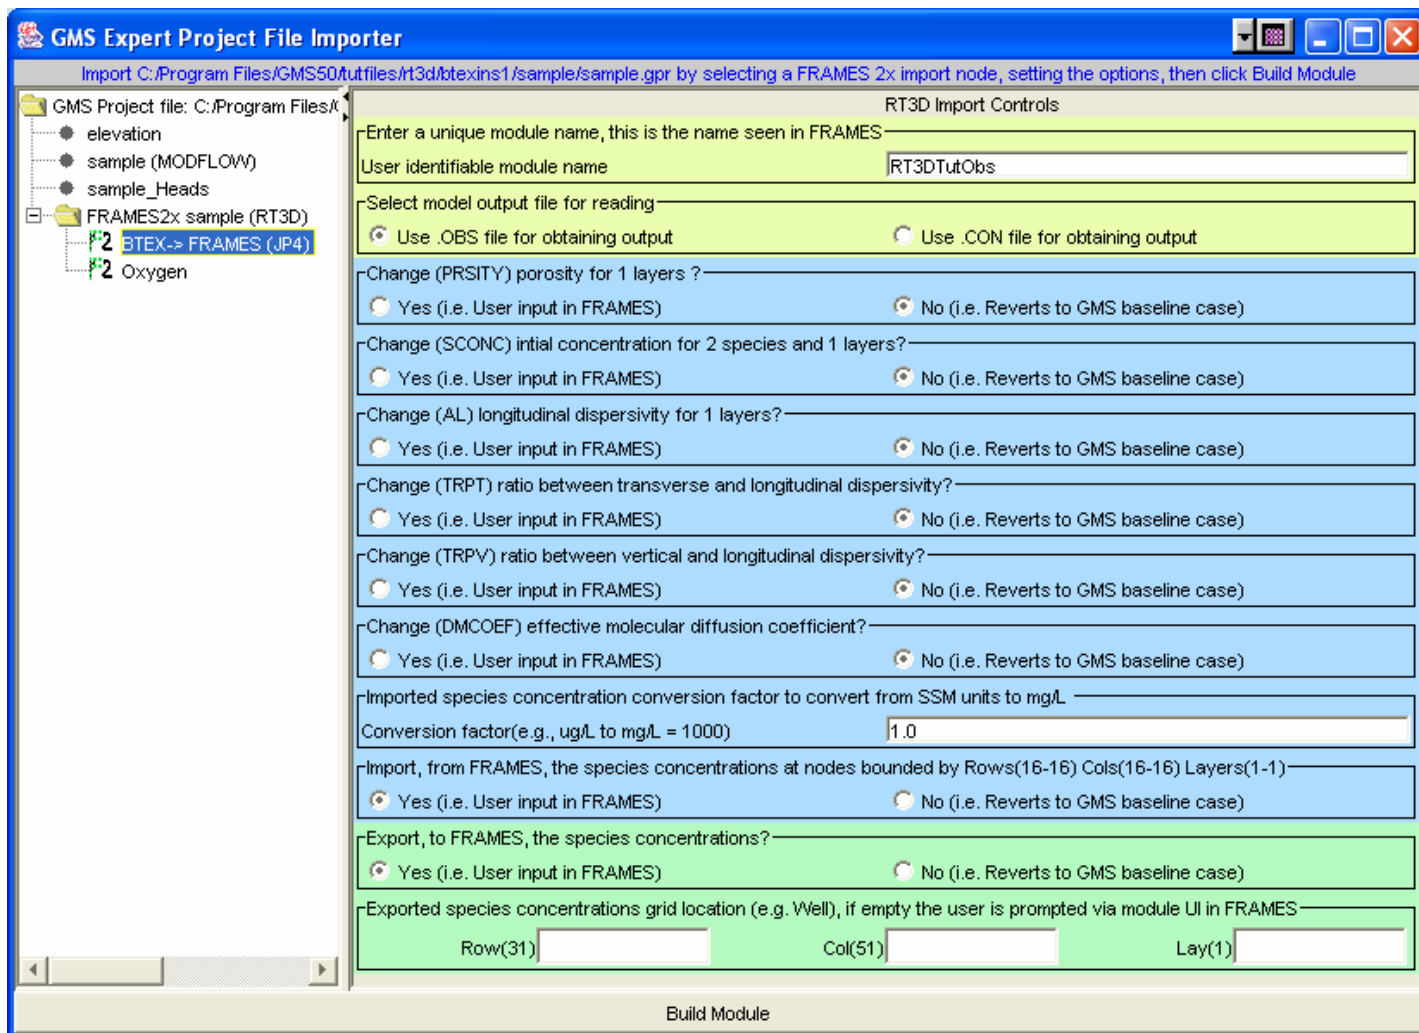 GMS Expert Project File Importer
Import C:/Program Files/GMS50/tutfiles/rt3d/btexins1/sample/sample.gpr by selecting a FRAMES 2x import node, setting the options, then click Build Module
GMS Project file: C:/Program Files/
elevation
sample (MODFLOW)
sample_Heads
FRAMES2x sample (RT3D)
2 BTEX-> FRAMES (JP4)
2 Oxygen
RT3D Import Controls
Enter a unique module name, this is the name seen in FRAMES
User identifiable module name RT3DTutObs
Select model output file for reading
Use .OBS file for obtaining output Use .CON file for obtaining output
Change (PRSITY) porosity for 1 layers ?
Yes (i.e. User input in FRAMES) No (i.e. Reverts to GMS baseline case)
Change (SCONC) intial concentration for 2 species and 1 layers?
Yes (i.e. User input in FRAMES) No (i.e. Reverts to GMS baseline case)
Change (AL) longitudinal dispersivity for 1 layers?
Yes (i.e. User input in FRAMES) No (i.e. Reverts to GMS baseline case)
Change (TRPT) ratio between transverse and longitudinal dispersivity?
Yes (i.e. User input in FRAMES) No (i.e. Reverts to GMS baseline case)
Change (TRPV) ratio between vertical and longitudinal dispersivity?
Yes (i.e. User input in FRAMES) No (i.e. Reverts to GMS baseline case)
Change (DMCOEF) effective molecular diffusion coefficient?
Yes (i.e. User input in FRAMES) No (i.e. Reverts to GMS baseline case)
Imported species concentration conversion factor to convert from SSM units to mg/L
Conversion factor(e.g., ug/L to mg/L = 1000) 1.0
Import, from FRAMES, the species concentrations at nodes bounded by Rows(16-16) Cols(16-16) Layers(1-1)
Yes (i.e. User input in FRAMES) No (i.e. Reverts to GMS baseline case)
Export, to FRAMES, the species concentrations?
Yes (i.e. User input in FRAMES) No (i.e. Reverts to GMS baseline case)
Exported species concentrations grid location (e.g. Well), if empty the user is prompted via module UI in FRAMES
Row(31) Col(51) Lay(1)
Build Module